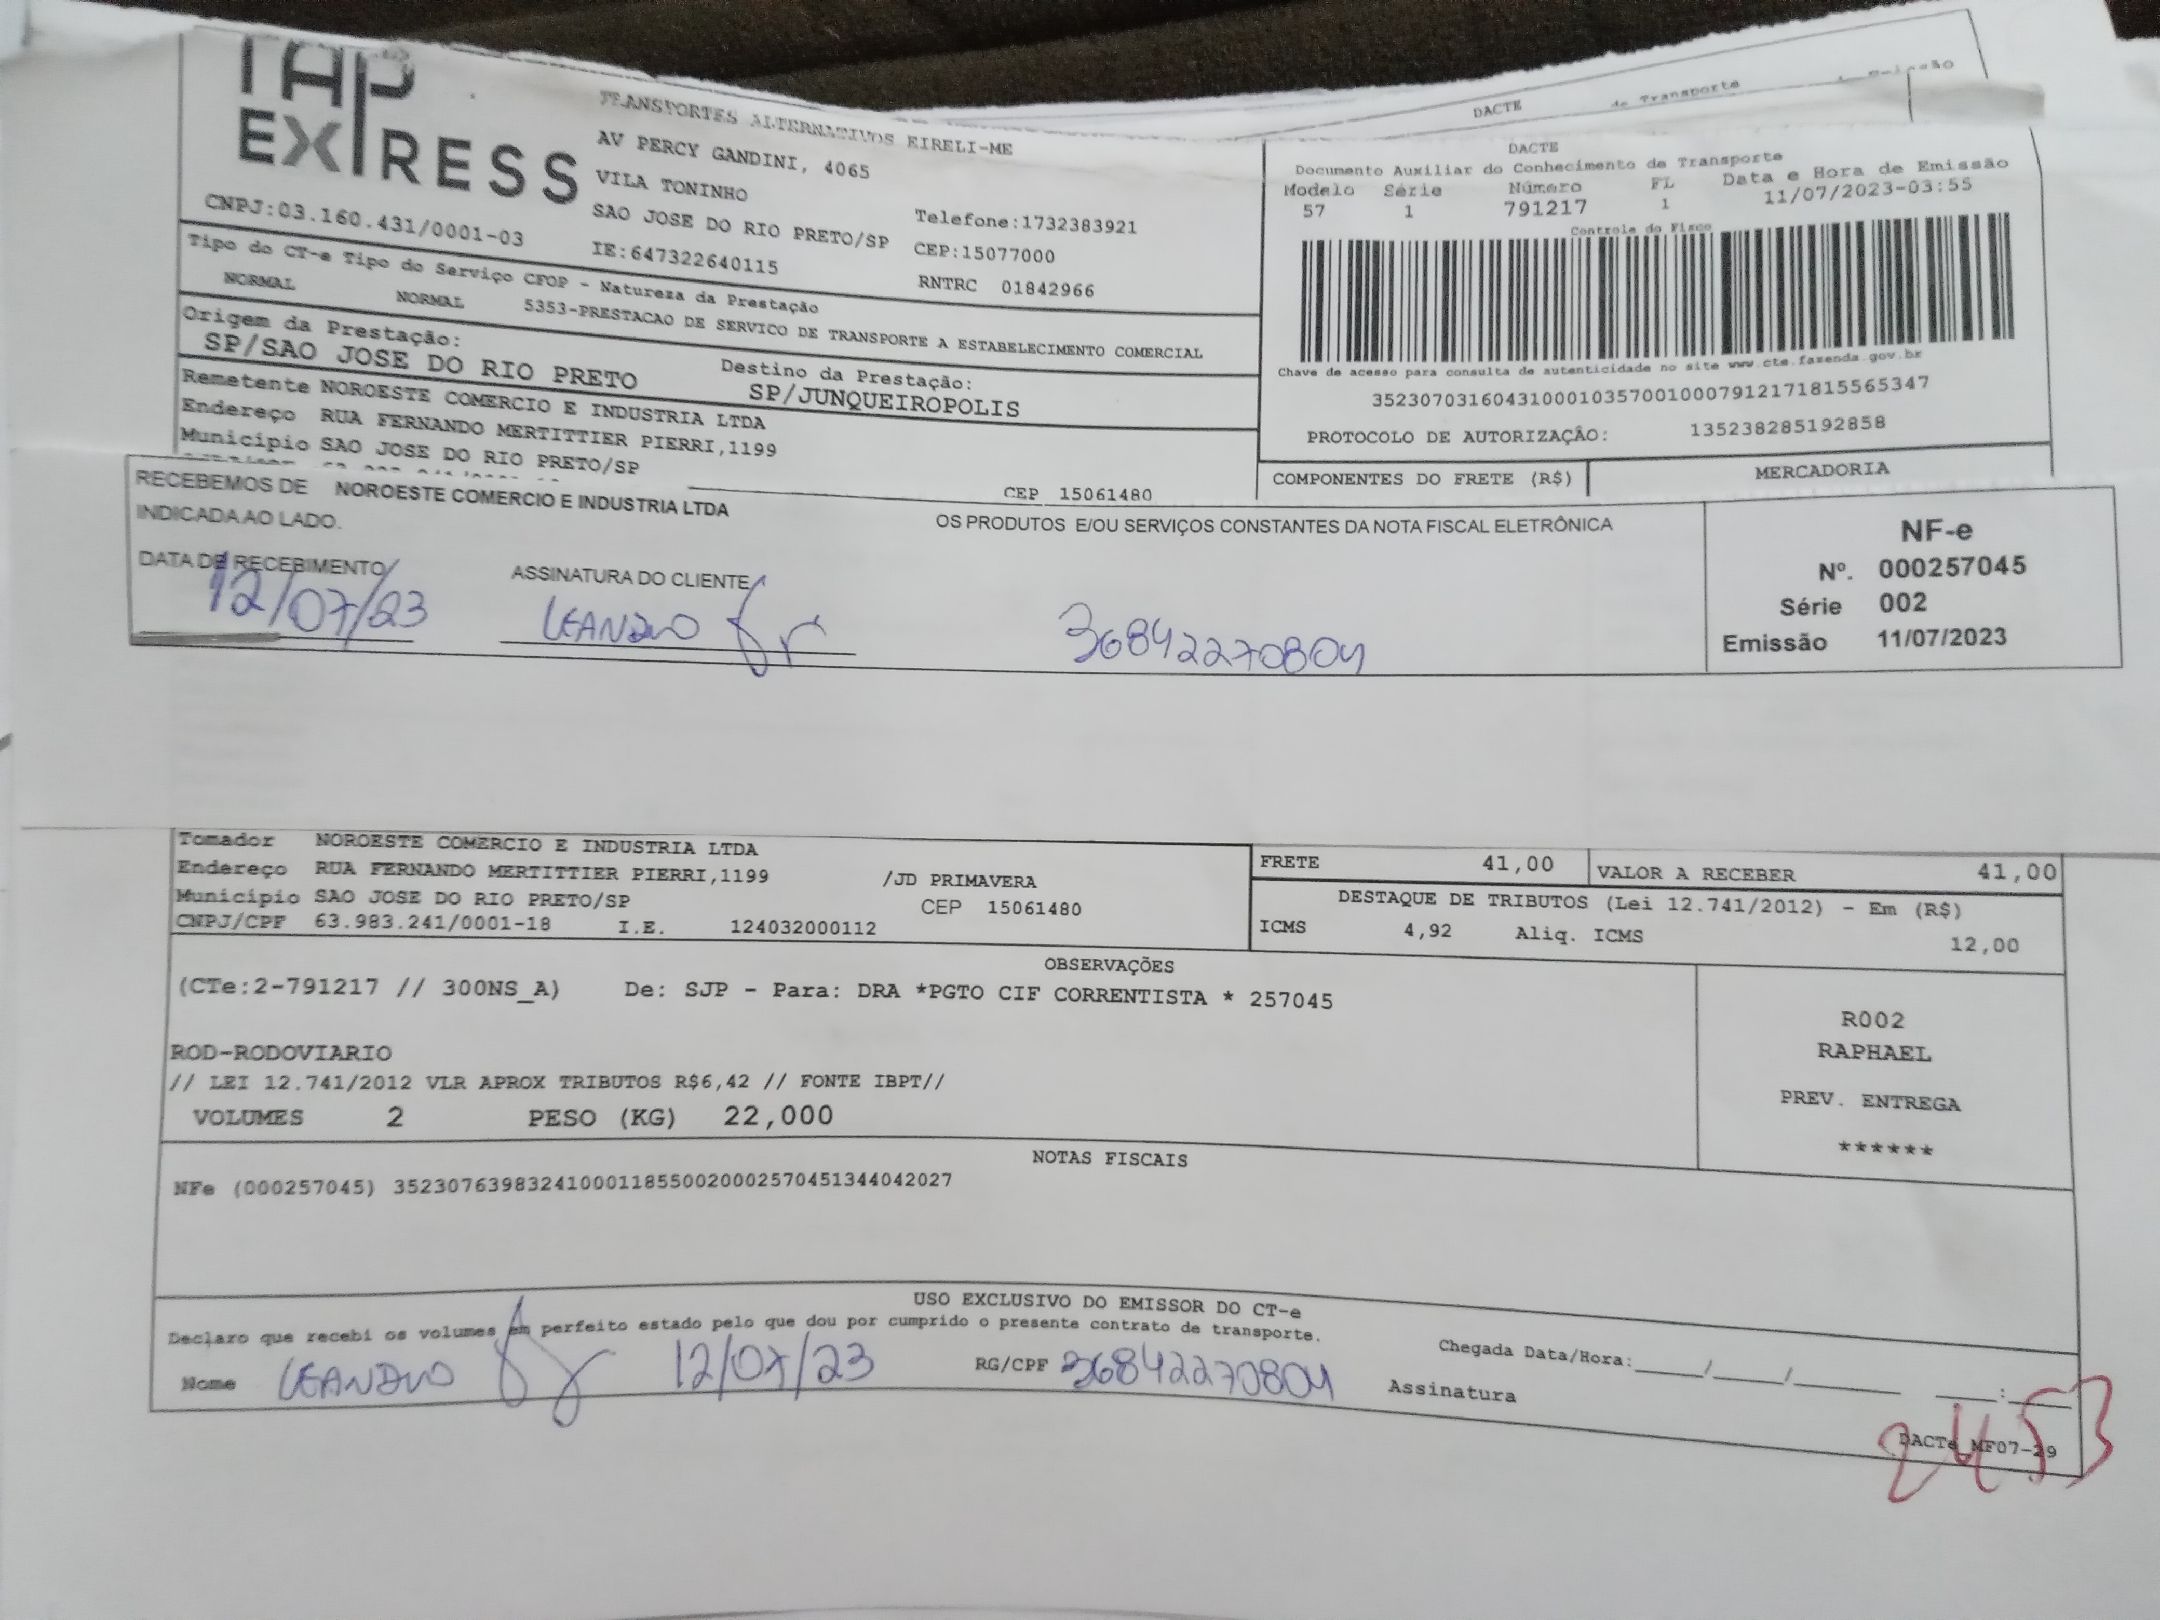 TAP
EXPRESS
TRANSPORTES ALTERNATIVOS EIRELI-ME
AV PERCY GANDINI, 4065
VILA TONINHO
SAO JOSE DO RIO PRETO/SP
Telefone:1732383921
CEP:15077000
CNPJ:03.160.431/0001-03
IE:647322640115
RNTRC 01842966
Tipo do CT-e Tipo do Serviço CFOP - Natureza da Prestação
NORMAL NORMAL 5353-PRESTACAO DE SERVICO DE TRANSPORTE A ESTABELECIMENTO COMERCIAL
Origem da Prestação:
SP/SAO JOSE DO RIO PRETO
Destino da Prestação:
SP/JUNQUEIROPOLIS
Remetente NOROESTE COMERCIO E INDUSTRIA LTDA
Endereço RUA FERNANDO MERTITTIER PIERRI,1199
Município SAO JOSE DO RIO PRETO/SP
CEP 15061480
DACTE
de Transporte
DACTE
Documento Auxiliar do Conhecimento de Transporte
Modelo Série Número FL Data e Hora de Emissão
57 1 791217 1 11/07/2023-03:55
Controle do Fisco
Chave de acesso para consulta de autenticidade no site www.cte.fazenda.gov.br
35230703160431000103570010007912171815565347
PROTOCOLO DE AUTORIZAÇÃO: 135238285192858
COMPONENTES DO FRETE (R$) MERCADORIA
RECEBEMOS DE NOROESTE COMERCIO E INDUSTRIA LTDA OS PRODUTOS E/OU SERVIÇOS CONSTANTES DA NOTA FISCAL ELETRÔNICA
INDICADA AO LADO.
DATA DE RECEBIMENTO ASSINATURA DO CLIENTE
12/07/23 LEANDRO 36842270804
NF-e
Nº. 000257045
Série 002
Emissão 11/07/2023
Tomador NOROESTE COMERCIO E INDUSTRIA LTDA
Endereço RUA FERNANDO MERTITTIER PIERRI,1199 /JD PRIMAVERA
Município SAO JOSE DO RIO PRETO/SP CEP 15061480
CNPJ/CPF 63.983.241/0001-18 I.E. 124032000112
FRETE 41,00 VALOR A RECEBER 41,00
DESTAQUE DE TRIBUTOS (Lei 12.741/2012) - Em (R$)
ICMS 4,92 Aliq. ICMS 12,00
OBSERVAÇÕES
(CTe:2-791217 // 300NS_A) De: SJP - Para: DRA *PGTO CIF CORRENTISTA * 257045
ROD-RODOVIARIO
// LEI 12.741/2012 VLR APROX TRIBUTOS R$6,42 // FONTE IBPT//
VOLUMES 2 PESO (KG) 22,000
R002
RAPHAEL
PREV. ENTREGA
******
NOTAS FISCAIS
NFe (000257045) 35230763983241000118550020002570451344042027
USO EXCLUSIVO DO EMISSOR DO CT-e
Declaro que recebi os volumes em perfeito estado pelo que dou por cumprido o presente contrato de transporte.
Nome LEANDRO 12/07/23 RG/CPF 36842270804
Chegada Data/Hora:____/____/____ __:__
Assinatura
DACTe MF07-29
2453